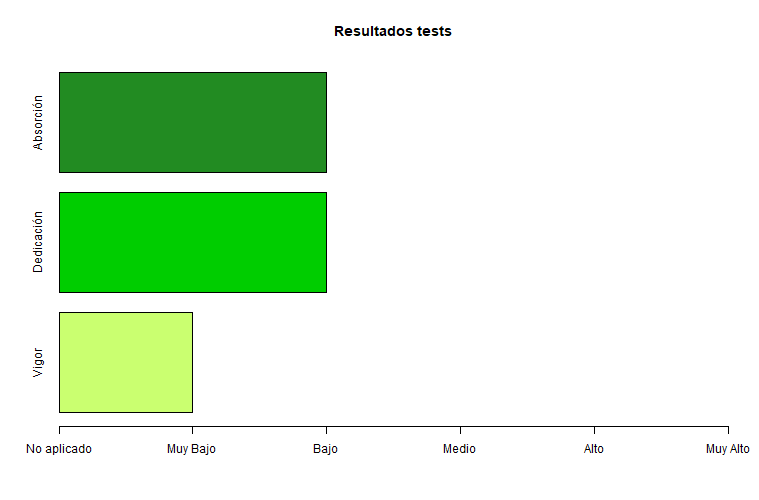 Resultados tests
Absorción
Dedicación
Vigor
No aplicado Muy Bajo Bajo Medio Alto Muy Alto